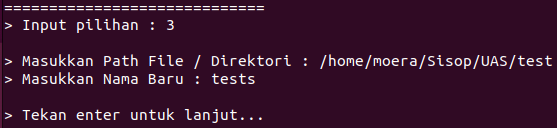 =============================
> Input pilihan : 3
> Masukkan Path File / Direktori : /home/moera/Sisop/UAS/test
> Masukkan Nama Baru : tests
> Tekan enter untuk lanjut...